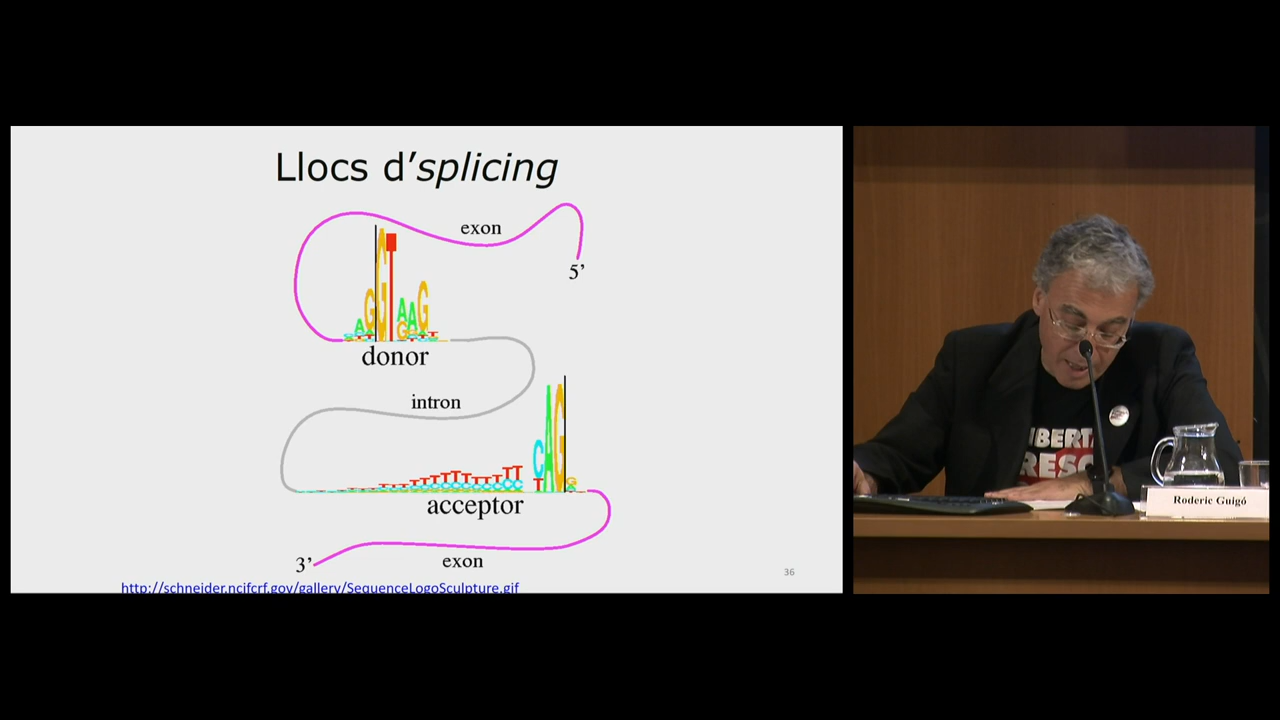 Llocs d'splicing
exon
5'
donor
intron
acceptor
3'
exon
36
http://schneider.ncifcrf.gov/gallery/SequenceLogoSculpture.gif
Roderic Guigó